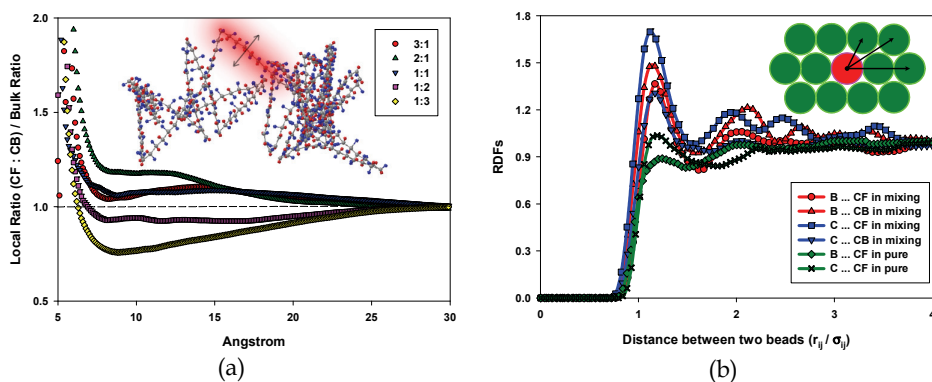 2.0
1.5
1.0
0.5
5
10
15
20
25
30
Local Ratio (CF : CB) / Bulk Ratio
Angstrom
3:1
2:1
1:1
1:2
1:3
(a)
1.8
1.5
1.2
0.9
0.6
0.3
0.0
0
1
2
3
4
RDFs
Distance between two beads (r_ij / σ_ij)
B ... CF in mixing
B ... CB in mixing
C ... CF in mixing
C ... CB in mixing
B ... CF in pure
C ... CF in pure
(b)